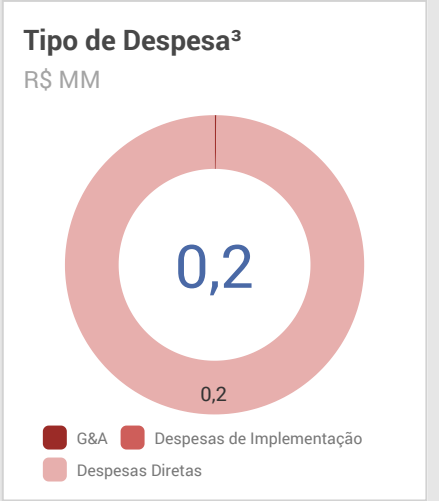 Tipo de Despesa³
R$ MM
0,2
0,2
G&A Despesas de Implementação
Despesas Diretas